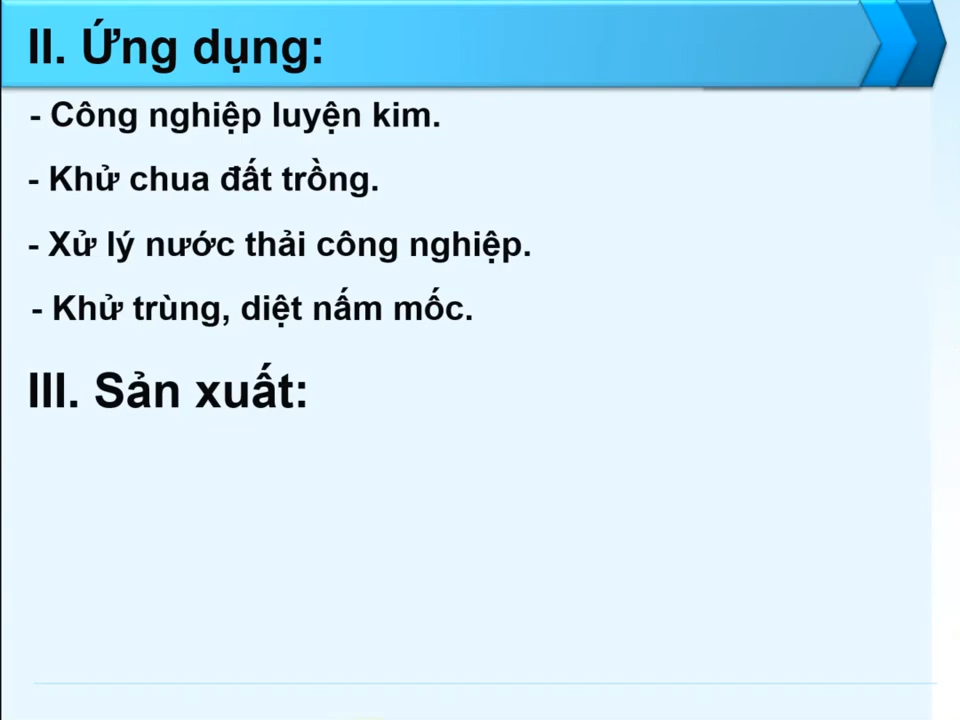 II. Ứng dụng:
- Công nghiệp luyện kim.
- Khử chua đất trồng.
- Xử lý nước thải công nghiệp.
- Khử trùng, diệt nấm mốc.
III. Sản xuất: